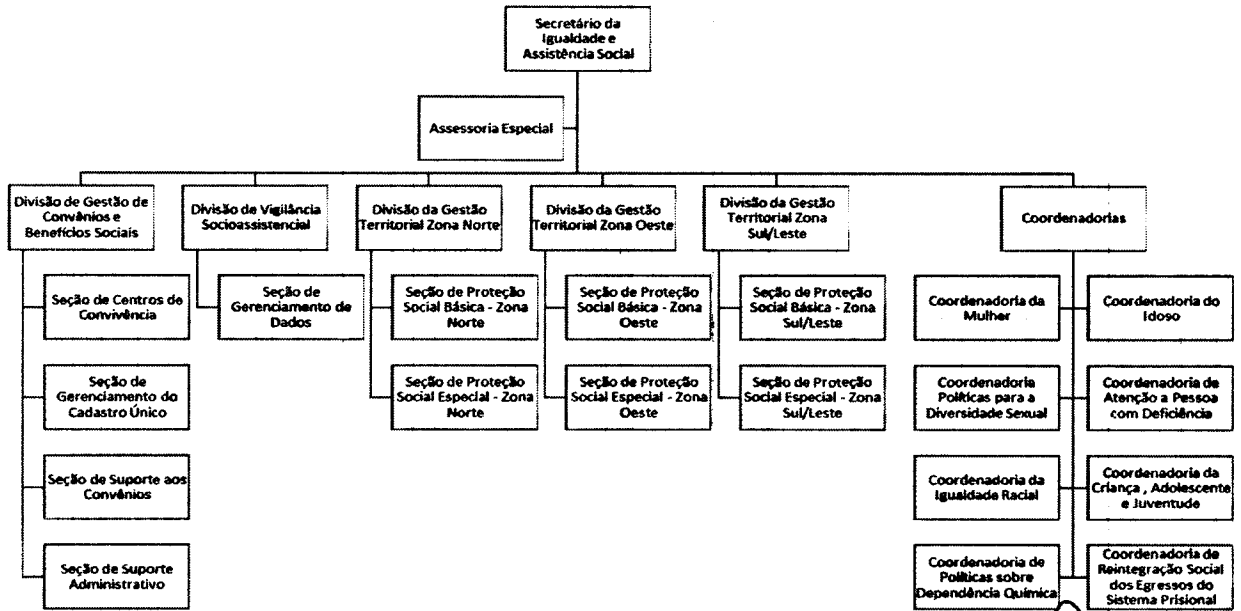 Secretário da
Igualdade e
Assistência Social
Assessoria Especial
Divisão de Gestão de
Convênios e
Benefícios Sociais
Divisão de Vigilância
Socioassistencial
Divisão da Gestão
Territorial Zona Norte
Divisão da Gestão
Territorial Zona Oeste
Divisão da Gestão
Territorial Zona
Sul/Leste
Coordenadorias
Seção de Centros de
Convivência
Seção de
Gerenciamento do
Cadastro Único
Seção de Suporte aos
Convênios
Seção de Suporte
Administrativo
Seção de
Gerenciamento de
Dados
Seção de Proteção
Social Básica - Zona
Norte
Seção de Proteção
Social Especial - Zona
Norte
Seção de Proteção
Social Básica - Zona
Oeste
Seção de Proteção
Social Especial - Zona
Oeste
Seção de Proteção
Social Básica - Zona
Sul/Leste
Seção de Proteção
Social Especial - Zona
Sul/Leste
Coordenadoria da
Mulher
Coordenadoria do
Idoso
Coordenadoria
Políticas para a
Diversidade Sexual
Coordenadoria de
Atenção a Pessoa
com Deficiência
Coordenadoria da
Igualdade Racial
Coordenadoria da
Criança , Adolescente
e Juventude
Coordenadoria de
Políticas sobre
Dependência Química
Coordenadoria de
Reintegração Social
dos Egressos do
Sistema Prisional